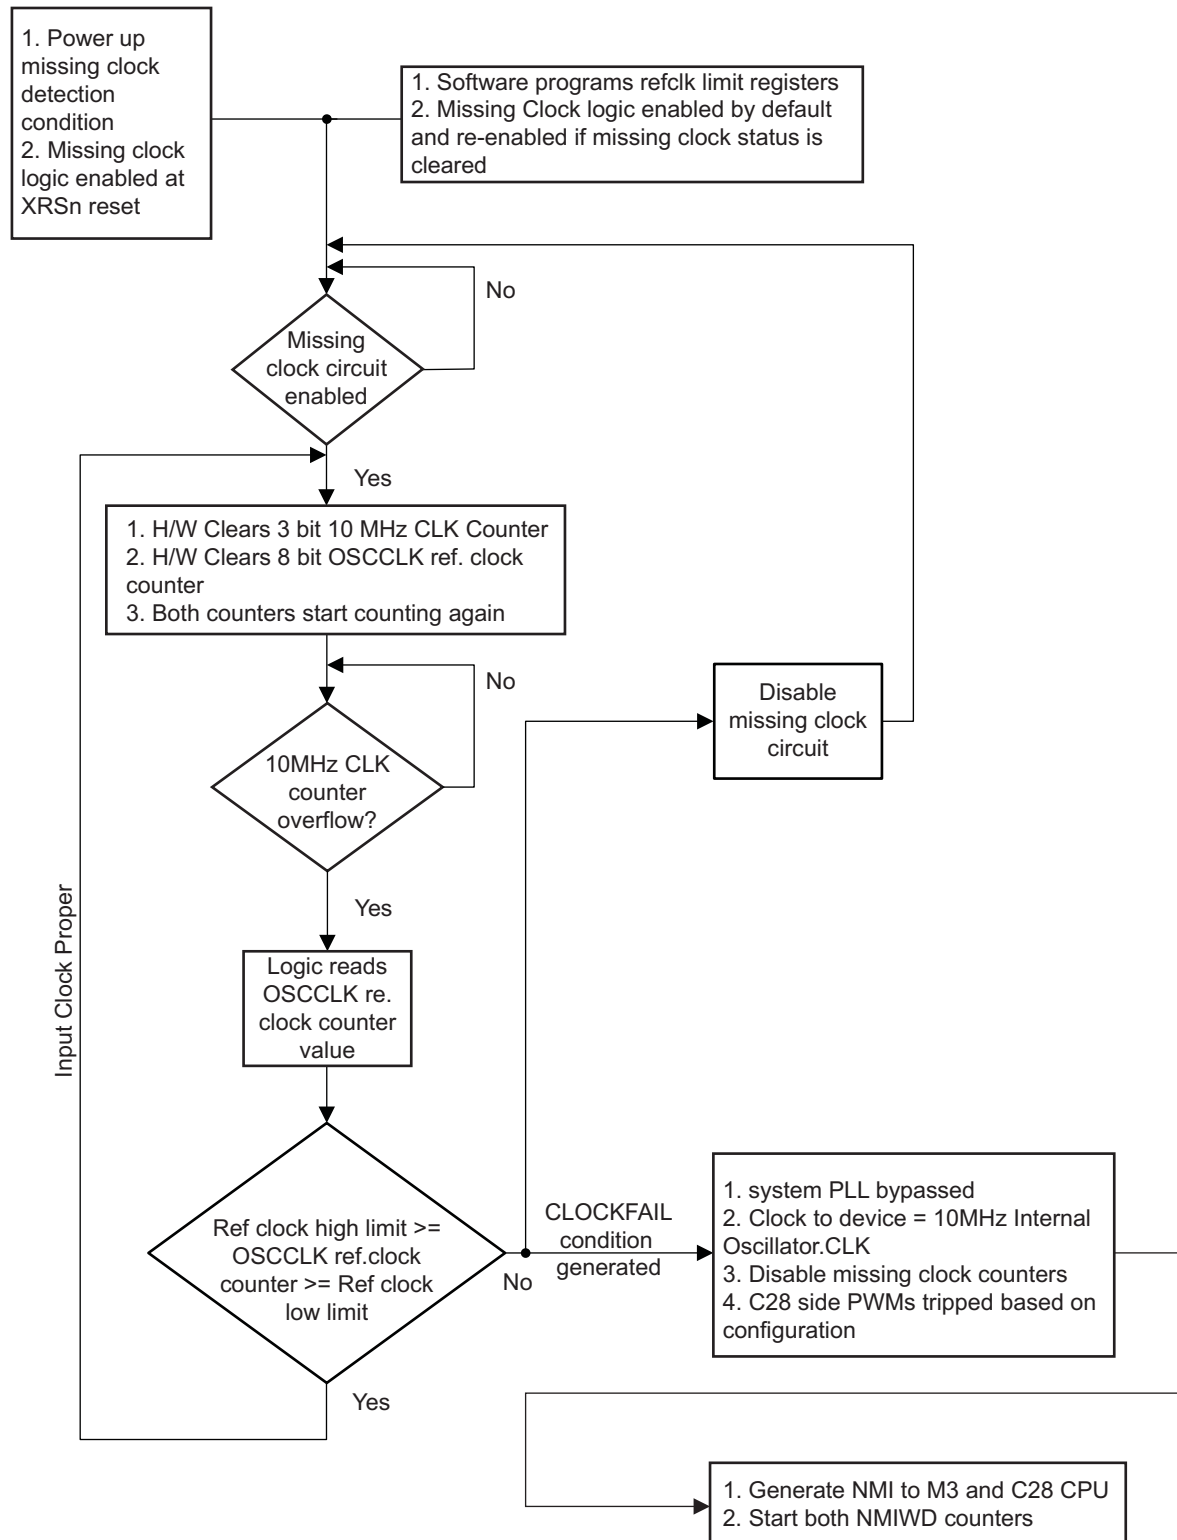 1. Power up
missing clock
detection
condition
2. Missing clock
logic enabled at
XRSn reset
1. Software programs refclk limit registers
2. Missing Clock logic enabled by default
and re-enabled if missing clock status is
cleared
No
Missing
clock circuit
enabled
Yes
1. H/W Clears 3 bit 10 MHz CLK Counter
2. H/W Clears 8 bit OSCCLK ref. clock
counter
3. Both counters start counting again
No
Disable
missing clock
circuit
10MHz CLK
counter
overflow?
Yes
Input Clock Proper
Logic reads
OSCCLK re.
clock counter
value
Ref clock high limit >=
OSCCLK ref.clock
counter >= Ref clock
low limit
No
CLOCKFAIL
condition
generated
1. system PLL bypassed
2. Clock to device = 10MHz Internal
Oscillator.CLK
3. Disable missing clock counters
4. C28 side PWMs tripped based on
configuration
Yes
1. Generate NMI to M3 and C28 CPU
2. Start both NMIWD counters